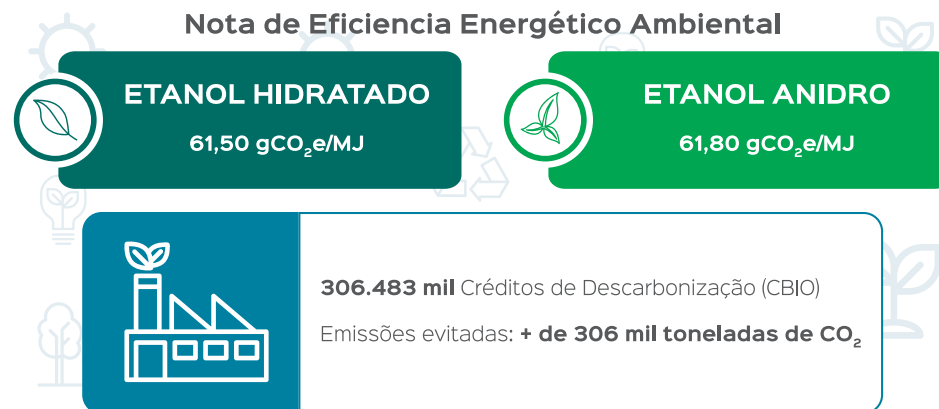 Nota de Eficiencia Energético Ambiental
ETANOL HIDRATADO
61,50 gCO₂e/MJ
ETANOL ANIDRO
61,80 gCO₂e/MJ
306.483 mil Créditos de Descarbonização (CBIO)
Emissões evitadas: + de 306 mil toneladas de CO₂